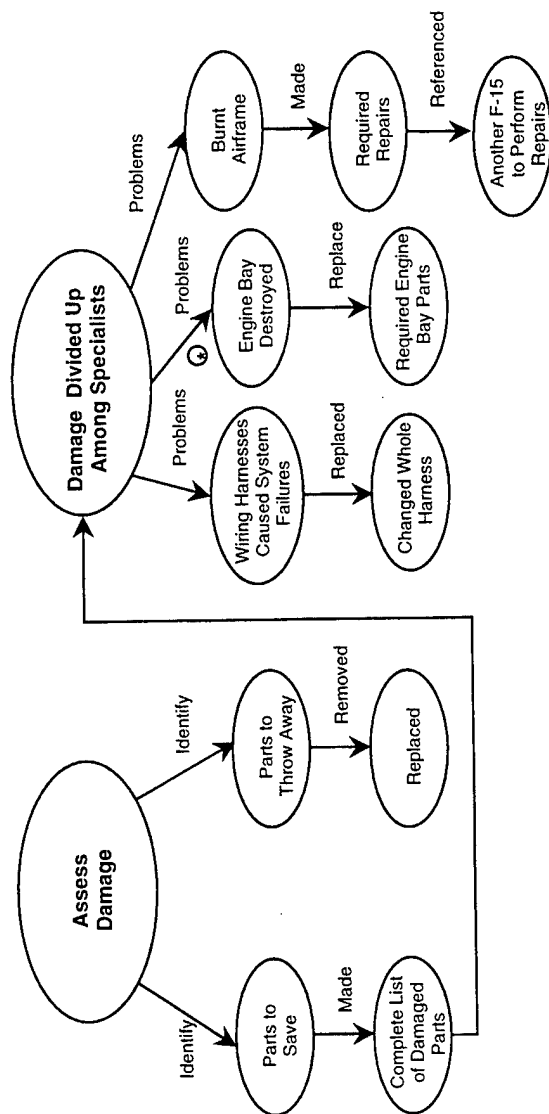 Assess
Damage
Identify
Identify
Parts to
Save
Parts to
Throw Away
Made
Removed
Complete List
of Damaged
Parts
Replaced
Damage Divided Up
Among Specialists
Problems
Problems
Problems
Wiring Harnesses
Caused System
Failures
Engine Bay
Destroyed
Burnt
Airframe
Replaced
Replace
Made
Changed Whole
Harness
Required Engine
Bay Parts
Required
Repairs
Referenced
Another F-15
to Perform
Repairs